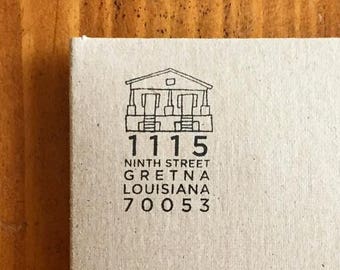 1115
NINTH STREET
GRETNA
LOUISIANA
70053